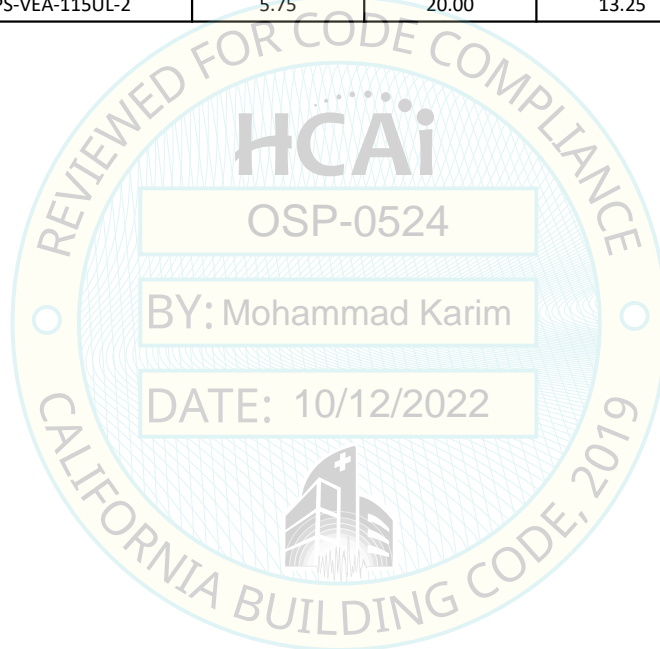 PS-VEA-115UL-2 5.75 20.00 13.25
REVIEWED FOR CODE COMPLIANCE
HCAi
OSP-0524
BY: Mohammad Karim
DATE: 10/12/2022
CALIFORNIA BUILDING CODE, 2019